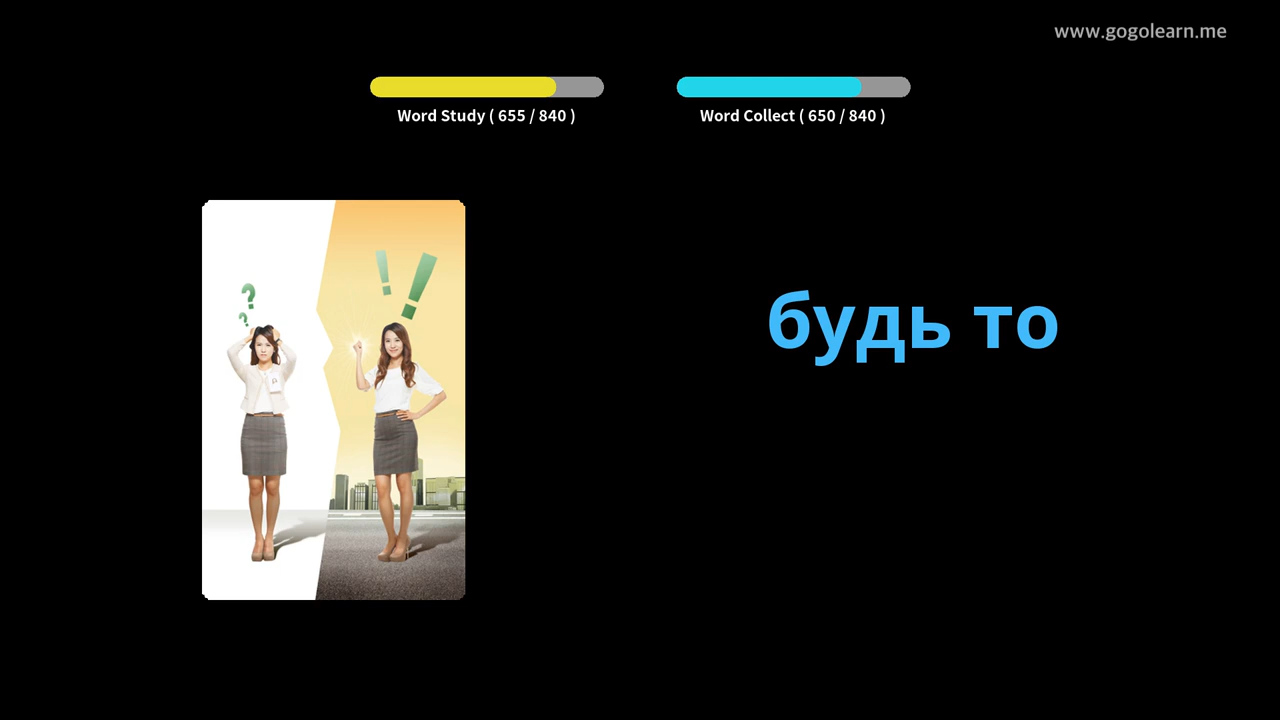 www.gogolearn.me
Word Study ( 655 / 840 )
Word Collect ( 650 / 840 )
? ?
! !
будь то